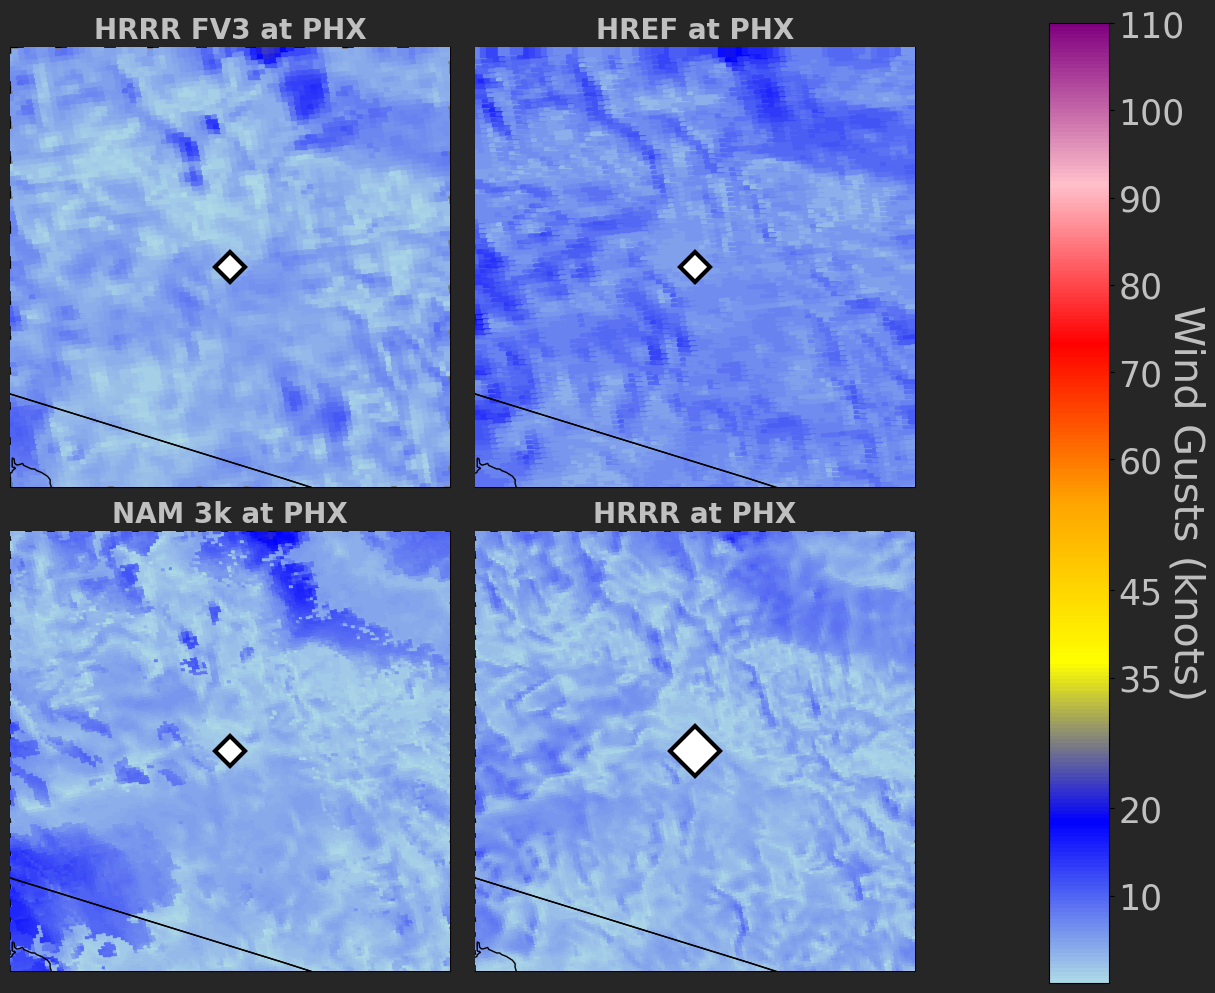 HRRR FV3 at PHX
HREF at PHX
NAM 3k at PHX
HRRR at PHX
110
100
90
80
70
60
45
35
20
10
Wind Gusts (knots)